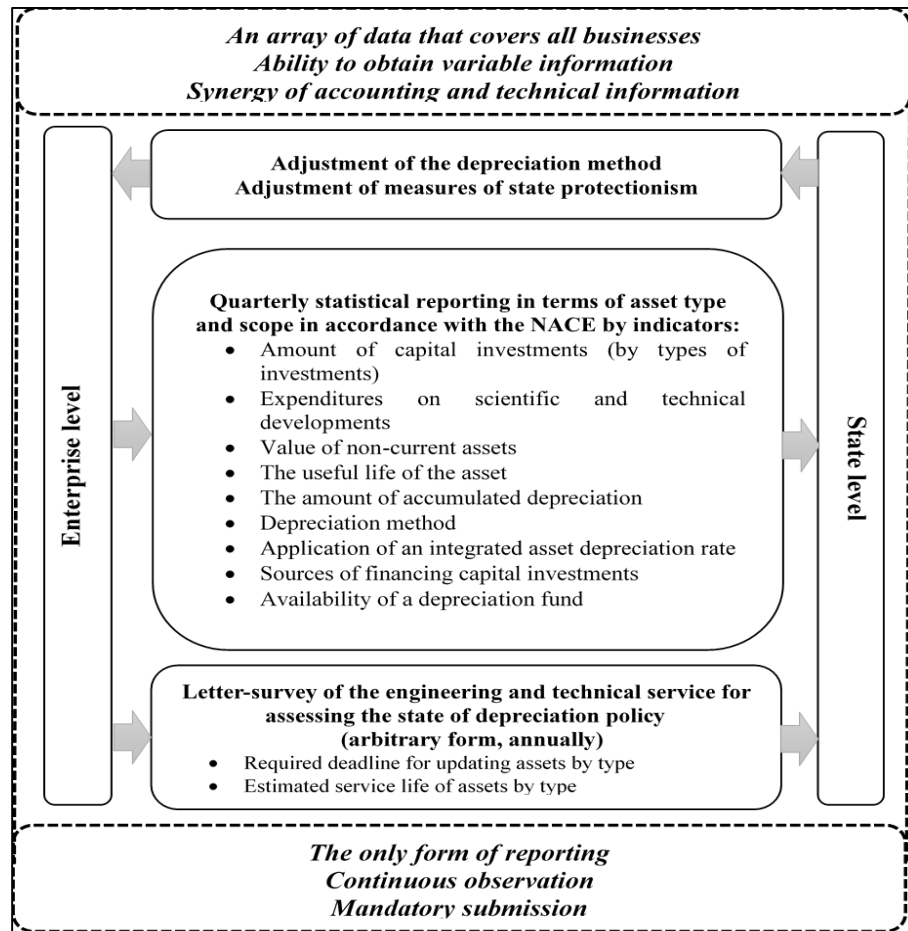 An array of data that covers all businesses
Ability to obtain variable information
Synergy of accounting and technical information
Enterprise level
Adjustment of the depreciation method
Adjustment of measures of state protectionism
Quarterly statistical reporting in terms of asset type
and scope in accordance with the NACE by indicators:
• Amount of capital investments (by types of
investments)
• Expenditures on scientific and technical
developments
• Value of non-current assets
• The useful life of the asset
• The amount of accumulated depreciation
• Depreciation method
• Application of an integrated asset depreciation rate
• Sources of financing capital investments
• Availability of a depreciation fund
Letter-survey of the engineering and technical service for
assessing the state of depreciation policy
(arbitrary form, annually)
• Required deadline for updating assets by type
• Estimated service life of assets by type
State level
The only form of reporting
Continuous observation
Mandatory submission